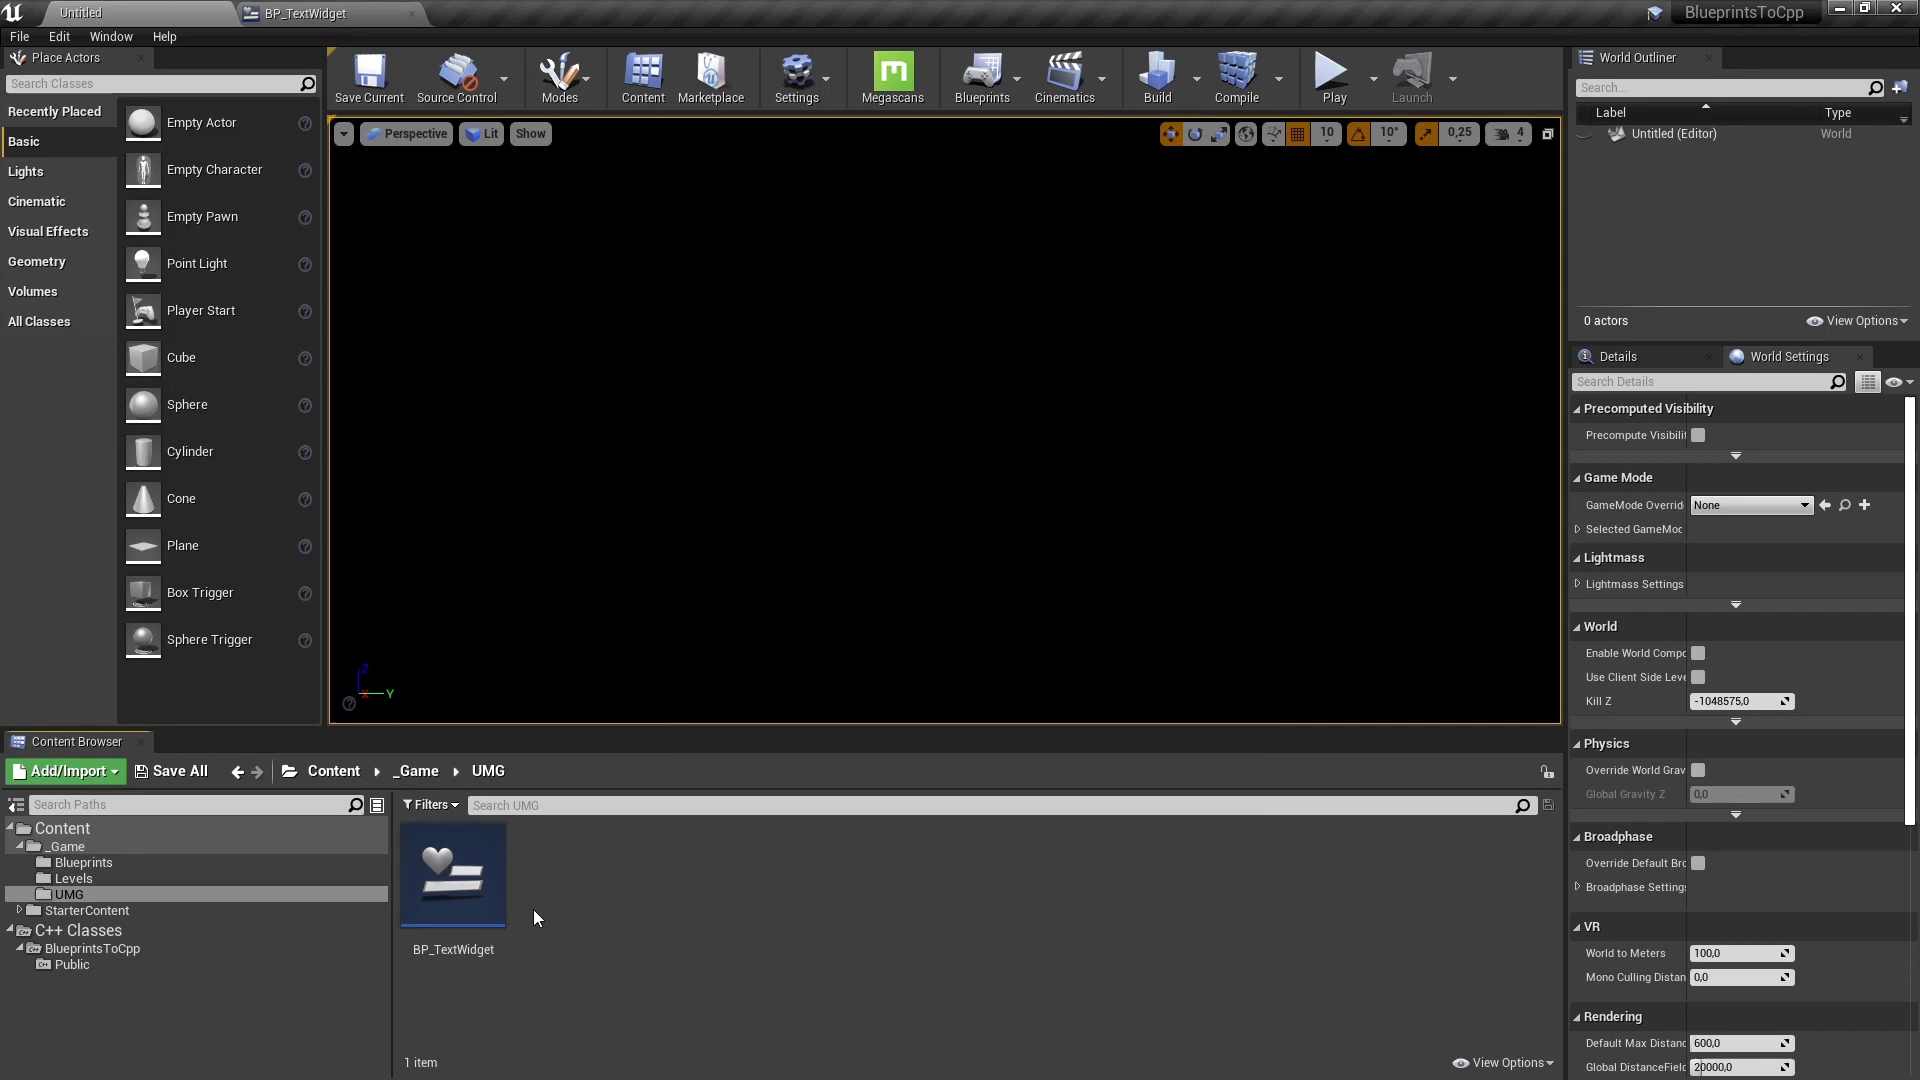 Untitled
BP_TextWidget
BlueprintsToCpp
File
Edit
Window
Help
Place Actors
Search Classes
Recently Placed
Basic
Lights
Cinematic
Visual Effects
Geometry
Volumes
All Classes
Empty Actor
Empty Character
Empty Pawn
Point Light
Player Start
Cube
Sphere
Cylinder
Cone
Plane
Box Trigger
Sphere Trigger
Save Current
Source Control
Modes
Content
Marketplace
Settings
Megascans
Blueprints
Cinematics
Build
Compile
Play
Launch
Perspective
Lit
Show
10
10°
0,25
4
Z
X
Y
World Outliner
Search...
Label
Type
Untitled (Editor)
World
0 actors
View Options
Details
World Settings
Search Details
Precomputed Visibility
Precompute Visibilit
Game Mode
GameMode Overrid
None
Selected GameMod
Lightmass
Lightmass Settings
World
Enable World Compo
Use Client Side Leve
Kill Z
-1048575,0
Physics
Override World Grav
Global Gravity Z
0,0
Broadphase
Override Default Bro
Broadphase Settings
VR
World to Meters
100,0
Mono Culling Distan
0,0
Rendering
Default Max Distanc
600,0
Global DistanceField
20000,0
Content Browser
Add/Import
Save All
Content
_Game
UMG
Search Paths
Filters
Search UMG
Content
_Game
Blueprints
Levels
UMG
StarterContent
C++ Classes
BlueprintsToCpp
Public
BP_TextWidget
1 item
View Options